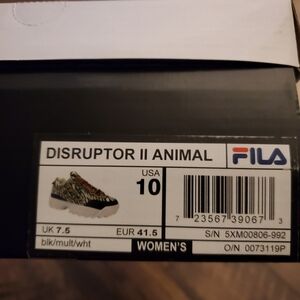 DISRUPTOR II ANIMAL
FILA
USA
10
7 23567 39067 3
UK 7.5
EUR 41.5
S/N 5XM00806-992
blk/mult/wht
WOMEN'S
O/N 0073119P